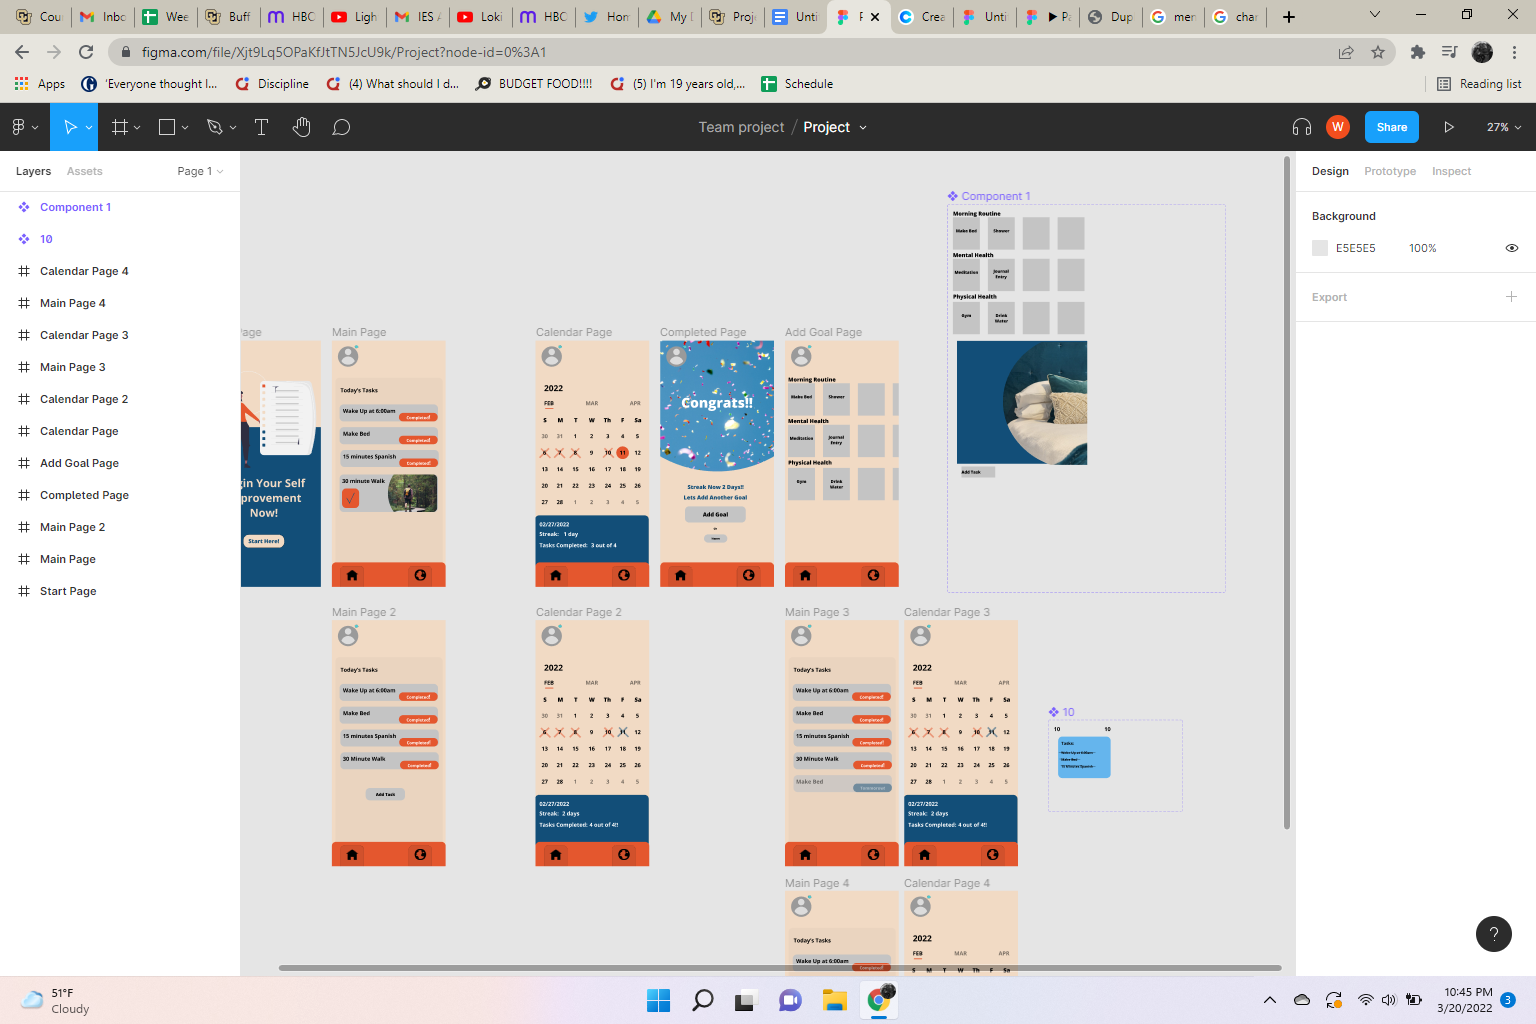 Cou
Inbo
Wee
Buff
HBC
Ligh
IES A
Loki
HBC
Hom
My D
Proje
Unti
F
Crea
Unti
Pa
Dup
mer
char
figma.com/file/Xjt9Lq5OPaKfJtTN5JcU9k/Project?node-id=0%3A1
Apps
'Everyone thought I...
Discipline
(4) What should I d...
BUDGET FOOD!!!!
(5) I'm 19 years old,...
Schedule
Reading list
Team project / Project
W
Share
27%
Layers
Assets
Page 1
Component 1
10
Calendar Page 4
Main Page 4
Calendar Page 3
Main Page 3
Calendar Page 2
Calendar Page
Add Goal Page
Completed Page
Main Page 2
Main Page
Start Page
Design
Prototype
Inspect
Background
E5E5E5
100%
Export
Component 1
Morning Routine
Make Bed
Shower
Mental Health
Meditation
Journal
Entry
Physical Health
Gym
Drink
Water
Add Task
age
gin Your Self
provement
Now!
Start Here!
Main Page
Today's Tasks
Wake Up at 6:00am
Completed!
Make Bed
Completed!
15 minutes Spanish
Completed!
30 minute Walk
Calendar Page
2022
FEB MAR APR
S M T W Th F Sa
30 31 1 2 3 4 5
6 7 8 9 10 11 12
13 14 15 16 17 18 19
20 21 22 23 24 25 26
27 28 1 2 3 4 5
02/27/2022
Streak: 1 day
Tasks Completed: 3 out of 4
Completed Page
Congrats!!
Streak Now 2 Days!!
Lets Add Another Goal
Add Goal
or
Home
Add Goal Page
Morning Routine
Make Bed
Shower
Mental Health
Meditation
Journal
Entry
Physical Health
Gym
Drink
Water
Main Page 2
Today's Tasks
Wake Up at 6:00am
Completed!
Make Bed
Completed!
15 minutes Spanish
Completed!
30 Minute Walk
Completed!
Add Task
Calendar Page 2
2022
FEB MAR APR
S M T W Th F Sa
30 31 1 2 3 4 5
6 7 8 9 10 11 12
13 14 15 16 17 18 19
20 21 22 23 24 25 26
27 28 1 2 3 4 5
02/27/2022
Streak: 2 days
Tasks Completed: 4 out of 4!!
Main Page 3
Today's Tasks
Wake Up at 6:00am
Completed!
Make Bed
Completed!
15 minutes Spanish
Completed!
30 Minute Walk
Completed!
Make Bed
Tomorrow
Calendar Page 3
2022
FEB MAR APR
S M T W Th F Sa
30 31 1 2 3 4 5
6 7 8 9 10 11 12
13 14 15 16 17 18 19
20 21 22 23 24 25 26
27 28 1 2 3 4 5
02/27/2022
Streak: 2 days
Tasks Completed: 4 out of 4!!
10
10 10
Tasks:
Wake Up at 6:00am
Make Bed
15 Minutes Spanish
Main Page 4
Today's Tasks
Wake Up at 6:00am
Completed!
Calendar Page 4
2022
FEB MAR APR
S M T W Th F Sa
?
51°F
Cloudy
10:45 PM
3/20/2022
3